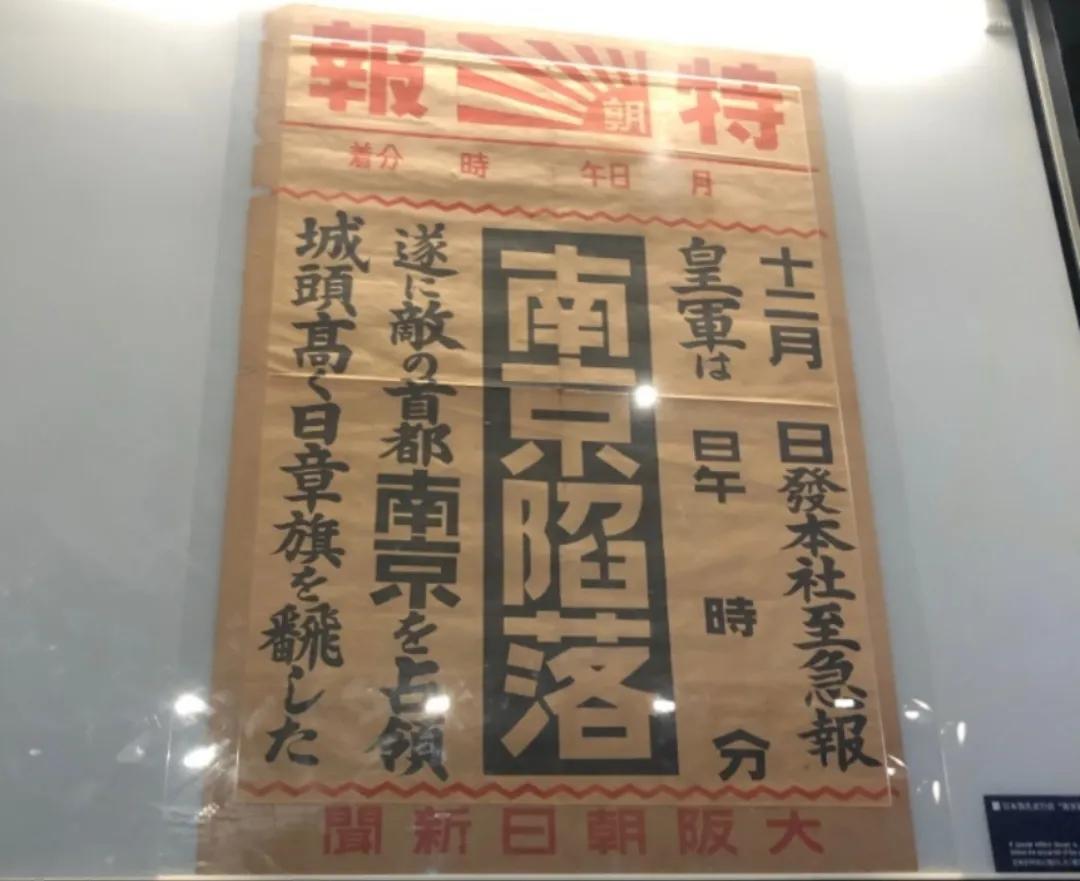 特 朝 報
月 日午 時 分着
十二月 日發本社至急報
皇軍は 日午 時 分
南京陷落
遂に敵の首都南京を占領
城頭高く日章旗を飜した
大阪朝日新聞